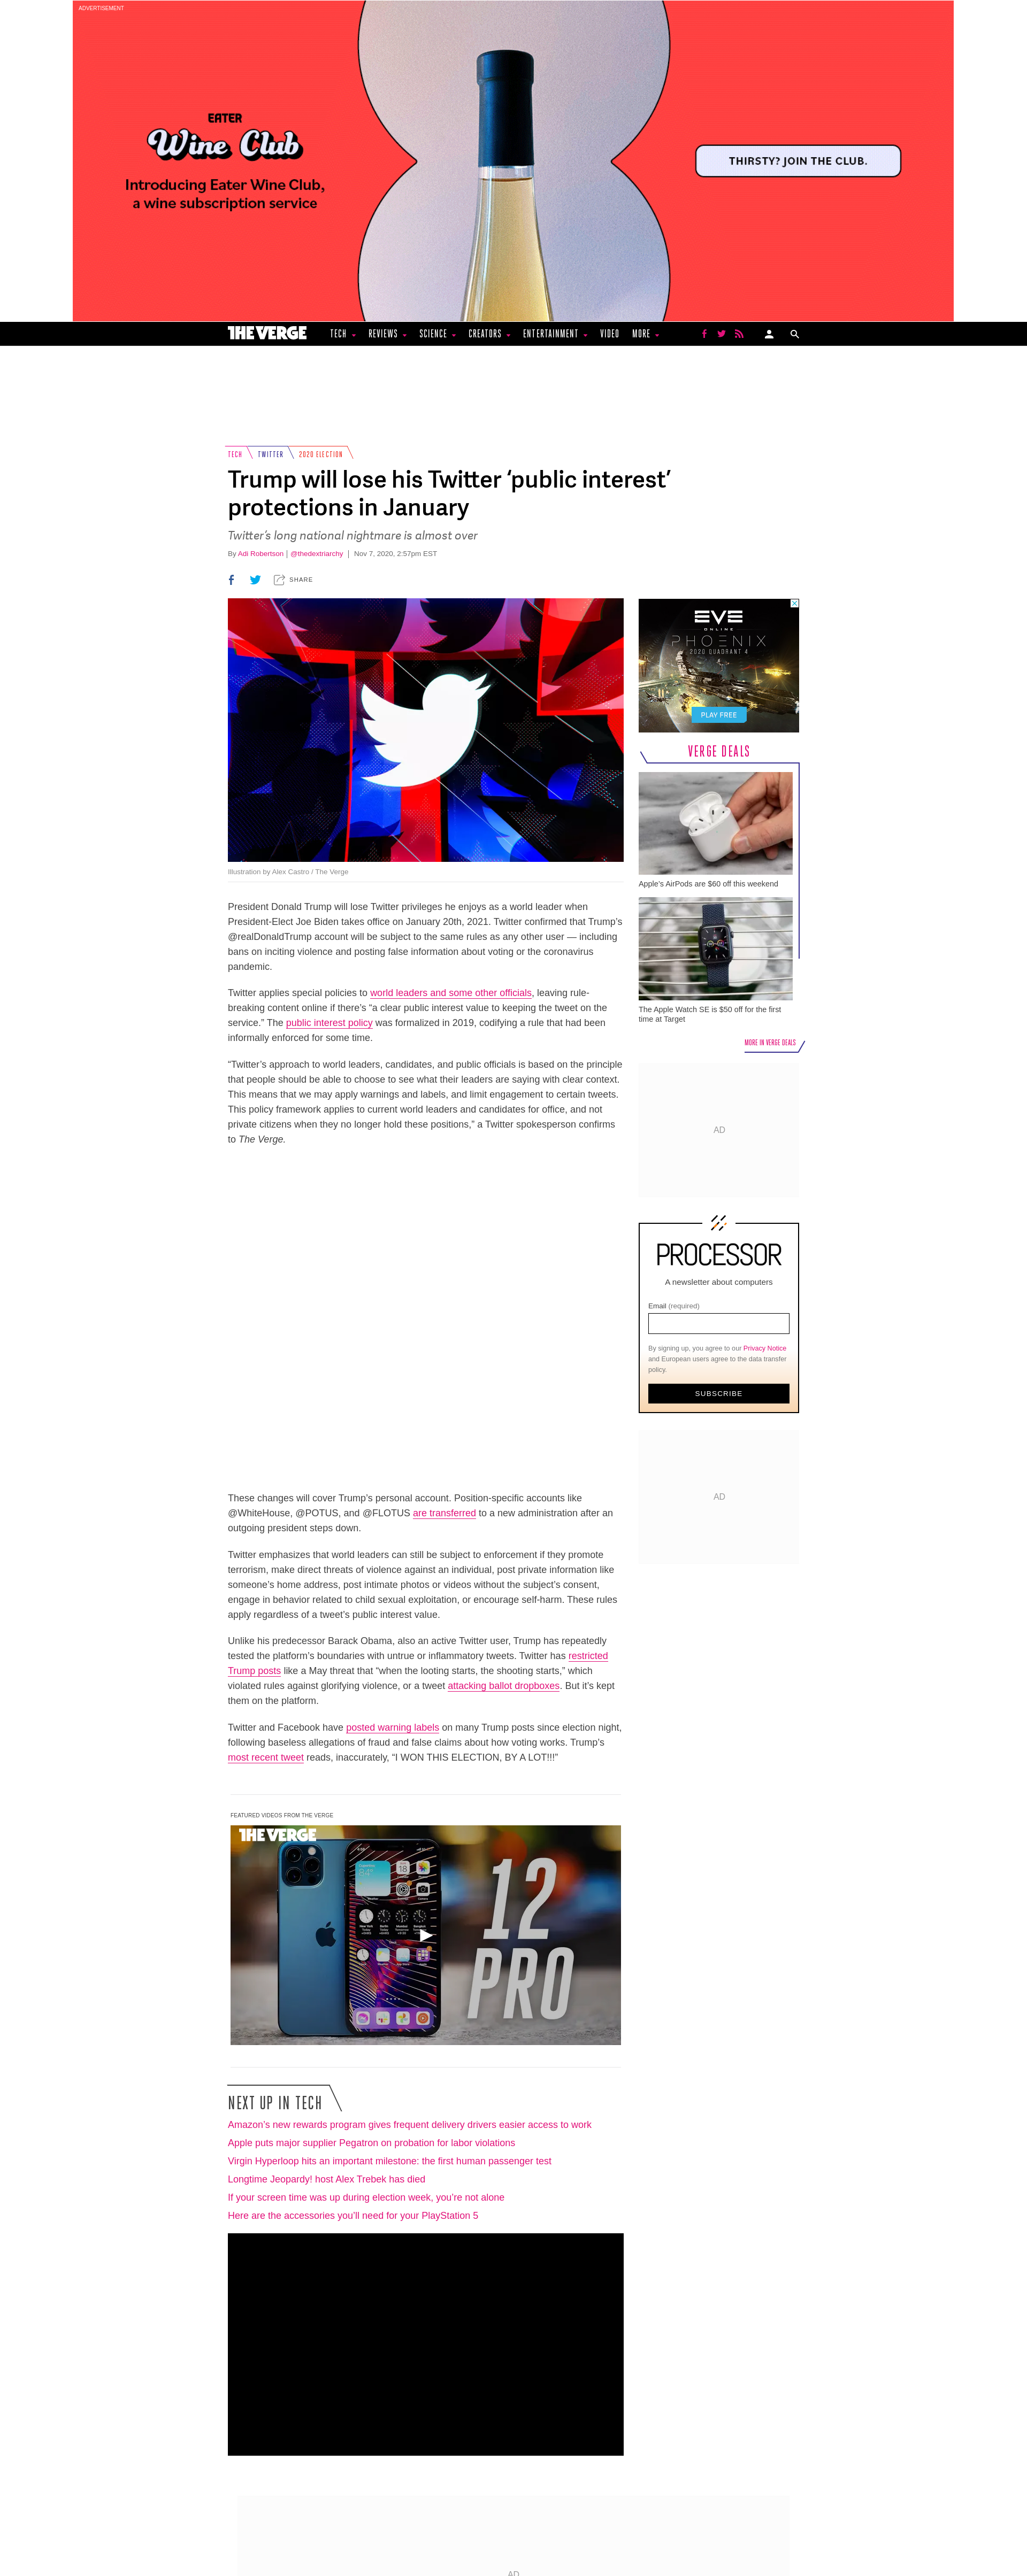 ADVERTISEMENT
EATER
Wine Club
Introducing Eater Wine Club,
a wine subscription service
THIRSTY? JOIN THE CLUB.
THE VERGE
TECH
REVIEWS
SCIENCE
CREATORS
ENTERTAINMENT
VIDEO
MORE
TECH
TWITTER
2020 ELECTION
Trump will lose his Twitter ‘public interest’
protections in January
Twitter’s long national nightmare is almost over
By Adi Robertson | @thedextriarchy | Nov 7, 2020, 2:57pm EST
SHARE
Illustration by Alex Castro / The Verge
President Donald Trump will lose Twitter privileges he enjoys as a world leader when
President-Elect Joe Biden takes office on January 20th, 2021. Twitter confirmed that Trump’s
@realDonaldTrump account will be subject to the same rules as any other user — including
bans on inciting violence and posting false information about voting or the coronavirus
pandemic.
Twitter applies special policies to world leaders and some other officials, leaving rule-
breaking content online if there’s “a clear public interest value to keeping the tweet on the
service.” The public interest policy was formalized in 2019, codifying a rule that had been
informally enforced for some time.
“Twitter’s approach to world leaders, candidates, and public officials is based on the principle
that people should be able to choose to see what their leaders are saying with clear context.
This means that we may apply warnings and labels, and limit engagement to certain tweets.
This policy framework applies to current world leaders and candidates for office, and not
private citizens when they no longer hold these positions,” a Twitter spokesperson confirms
to The Verge.
These changes will cover Trump’s personal account. Position-specific accounts like
@WhiteHouse, @POTUS, and @FLOTUS are transferred to a new administration after an
outgoing president steps down.
Twitter emphasizes that world leaders can still be subject to enforcement if they promote
terrorism, make direct threats of violence against an individual, post private information like
someone’s home address, post intimate photos or videos without the subject’s consent,
engage in behavior related to child sexual exploitation, or encourage self-harm. These rules
apply regardless of a tweet’s public interest value.
Unlike his predecessor Barack Obama, also an active Twitter user, Trump has repeatedly
tested the platform’s boundaries with untrue or inflammatory tweets. Twitter has restricted
Trump posts like a May threat that “when the looting starts, the shooting starts,” which
violated rules against glorifying violence, or a tweet attacking ballot dropboxes. But it’s kept
them on the platform.
Twitter and Facebook have posted warning labels on many Trump posts since election night,
following baseless allegations of fraud and false claims about how voting works. Trump’s
most recent tweet reads, inaccurately, “I WON THIS ELECTION, BY A LOT!!!”
FEATURED VIDEOS FROM THE VERGE
THE VERGE
12
PRO
NEXT UP IN TECH
Amazon’s new rewards program gives frequent delivery drivers easier access to work
Apple puts major supplier Pegatron on probation for labor violations
Virgin Hyperloop hits an important milestone: the first human passenger test
Longtime Jeopardy! host Alex Trebek has died
If your screen time was up during election week, you’re not alone
Here are the accessories you’ll need for your PlayStation 5
EVE
ONLINE
PHOENIX
2020 QUADRANT 4
PLAY FREE
VERGE DEALS
Apple’s AirPods are $60 off this weekend
The Apple Watch SE is $50 off for the first
time at Target
MORE IN VERGE DEALS
AD
PROCESSOR
A newsletter about computers
Email (required)
By signing up, you agree to our Privacy Notice
and European users agree to the data transfer
policy.
SUBSCRIBE
AD
AD